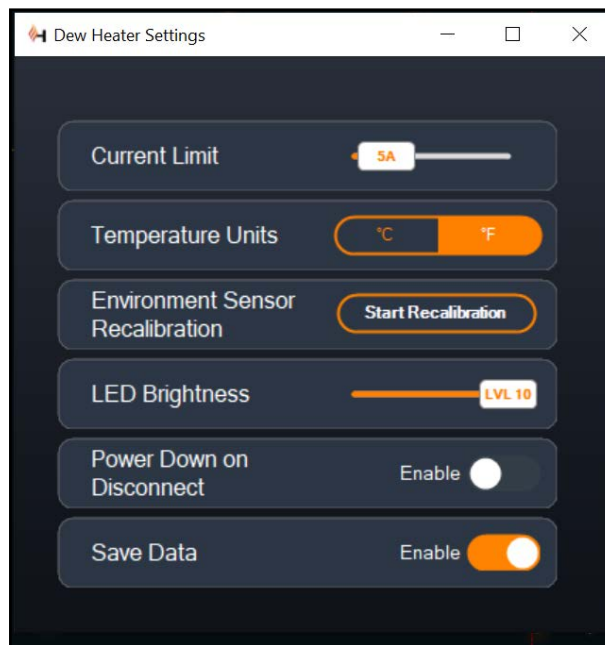 Dew Heater Settings
Current Limit
5A
Temperature Units
°C
°F
Environment Sensor
Recalibration
Start Recalibration
LED Brightness
LVL 10
Power Down on
Disconnect
Enable
Save Data
Enable